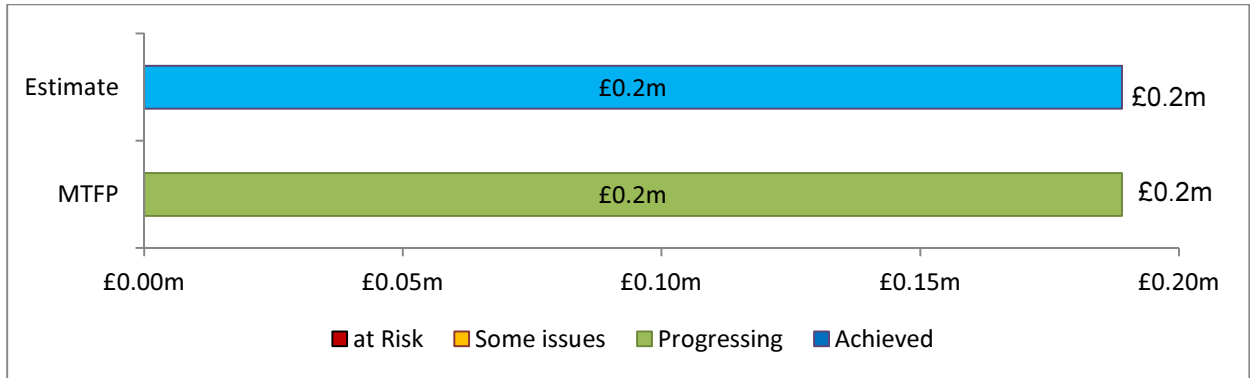 Estimate £0.2m £0.2m
MTFP £0.2m £0.2m
£0.00m £0.05m £0.10m £0.15m £0.20m
at Risk Some issues Progressing Achieved